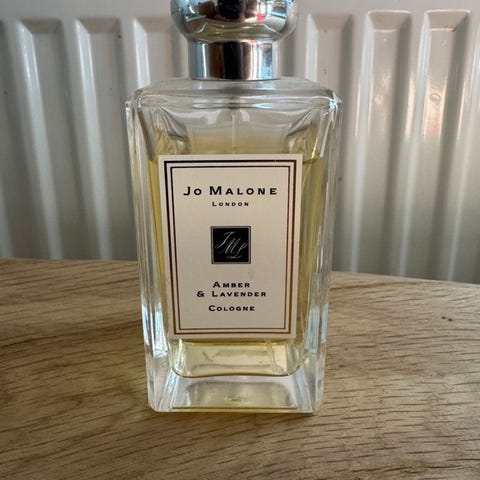 JO MALONE
LONDON
JML
AMBER
& LAVENDER
COLOGNE